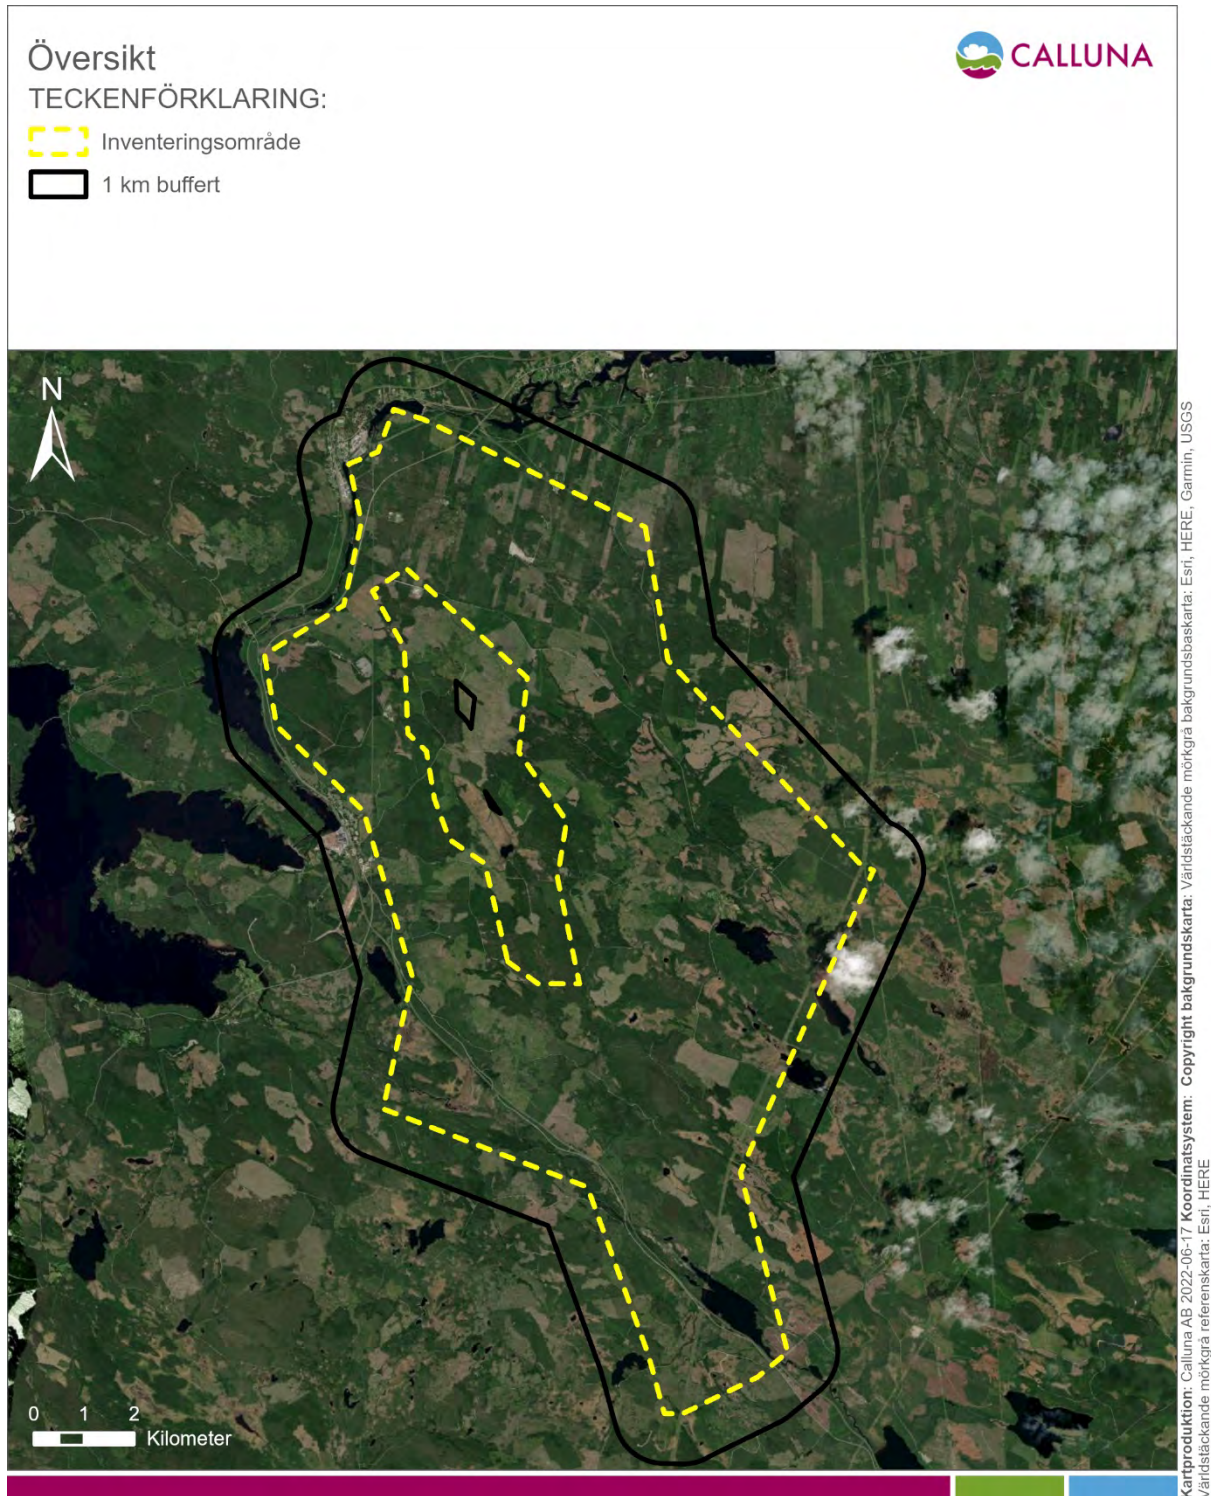 Översikt
CALLUNA
TECKENFÖRKLARING:
Inventeringsområde
1 km buffert
N
0 1 2
Kilometer
Kartproduktion: Calluna AB 2022-06-17 Koordinatsystem: Copyright bakgrundskarta: Världstäckande mörkgrå bakgrundsbaskarta: Esri, HERE, Garmin, USGS
Världstäckande mörkgrå referenskarta: Esri, HERE